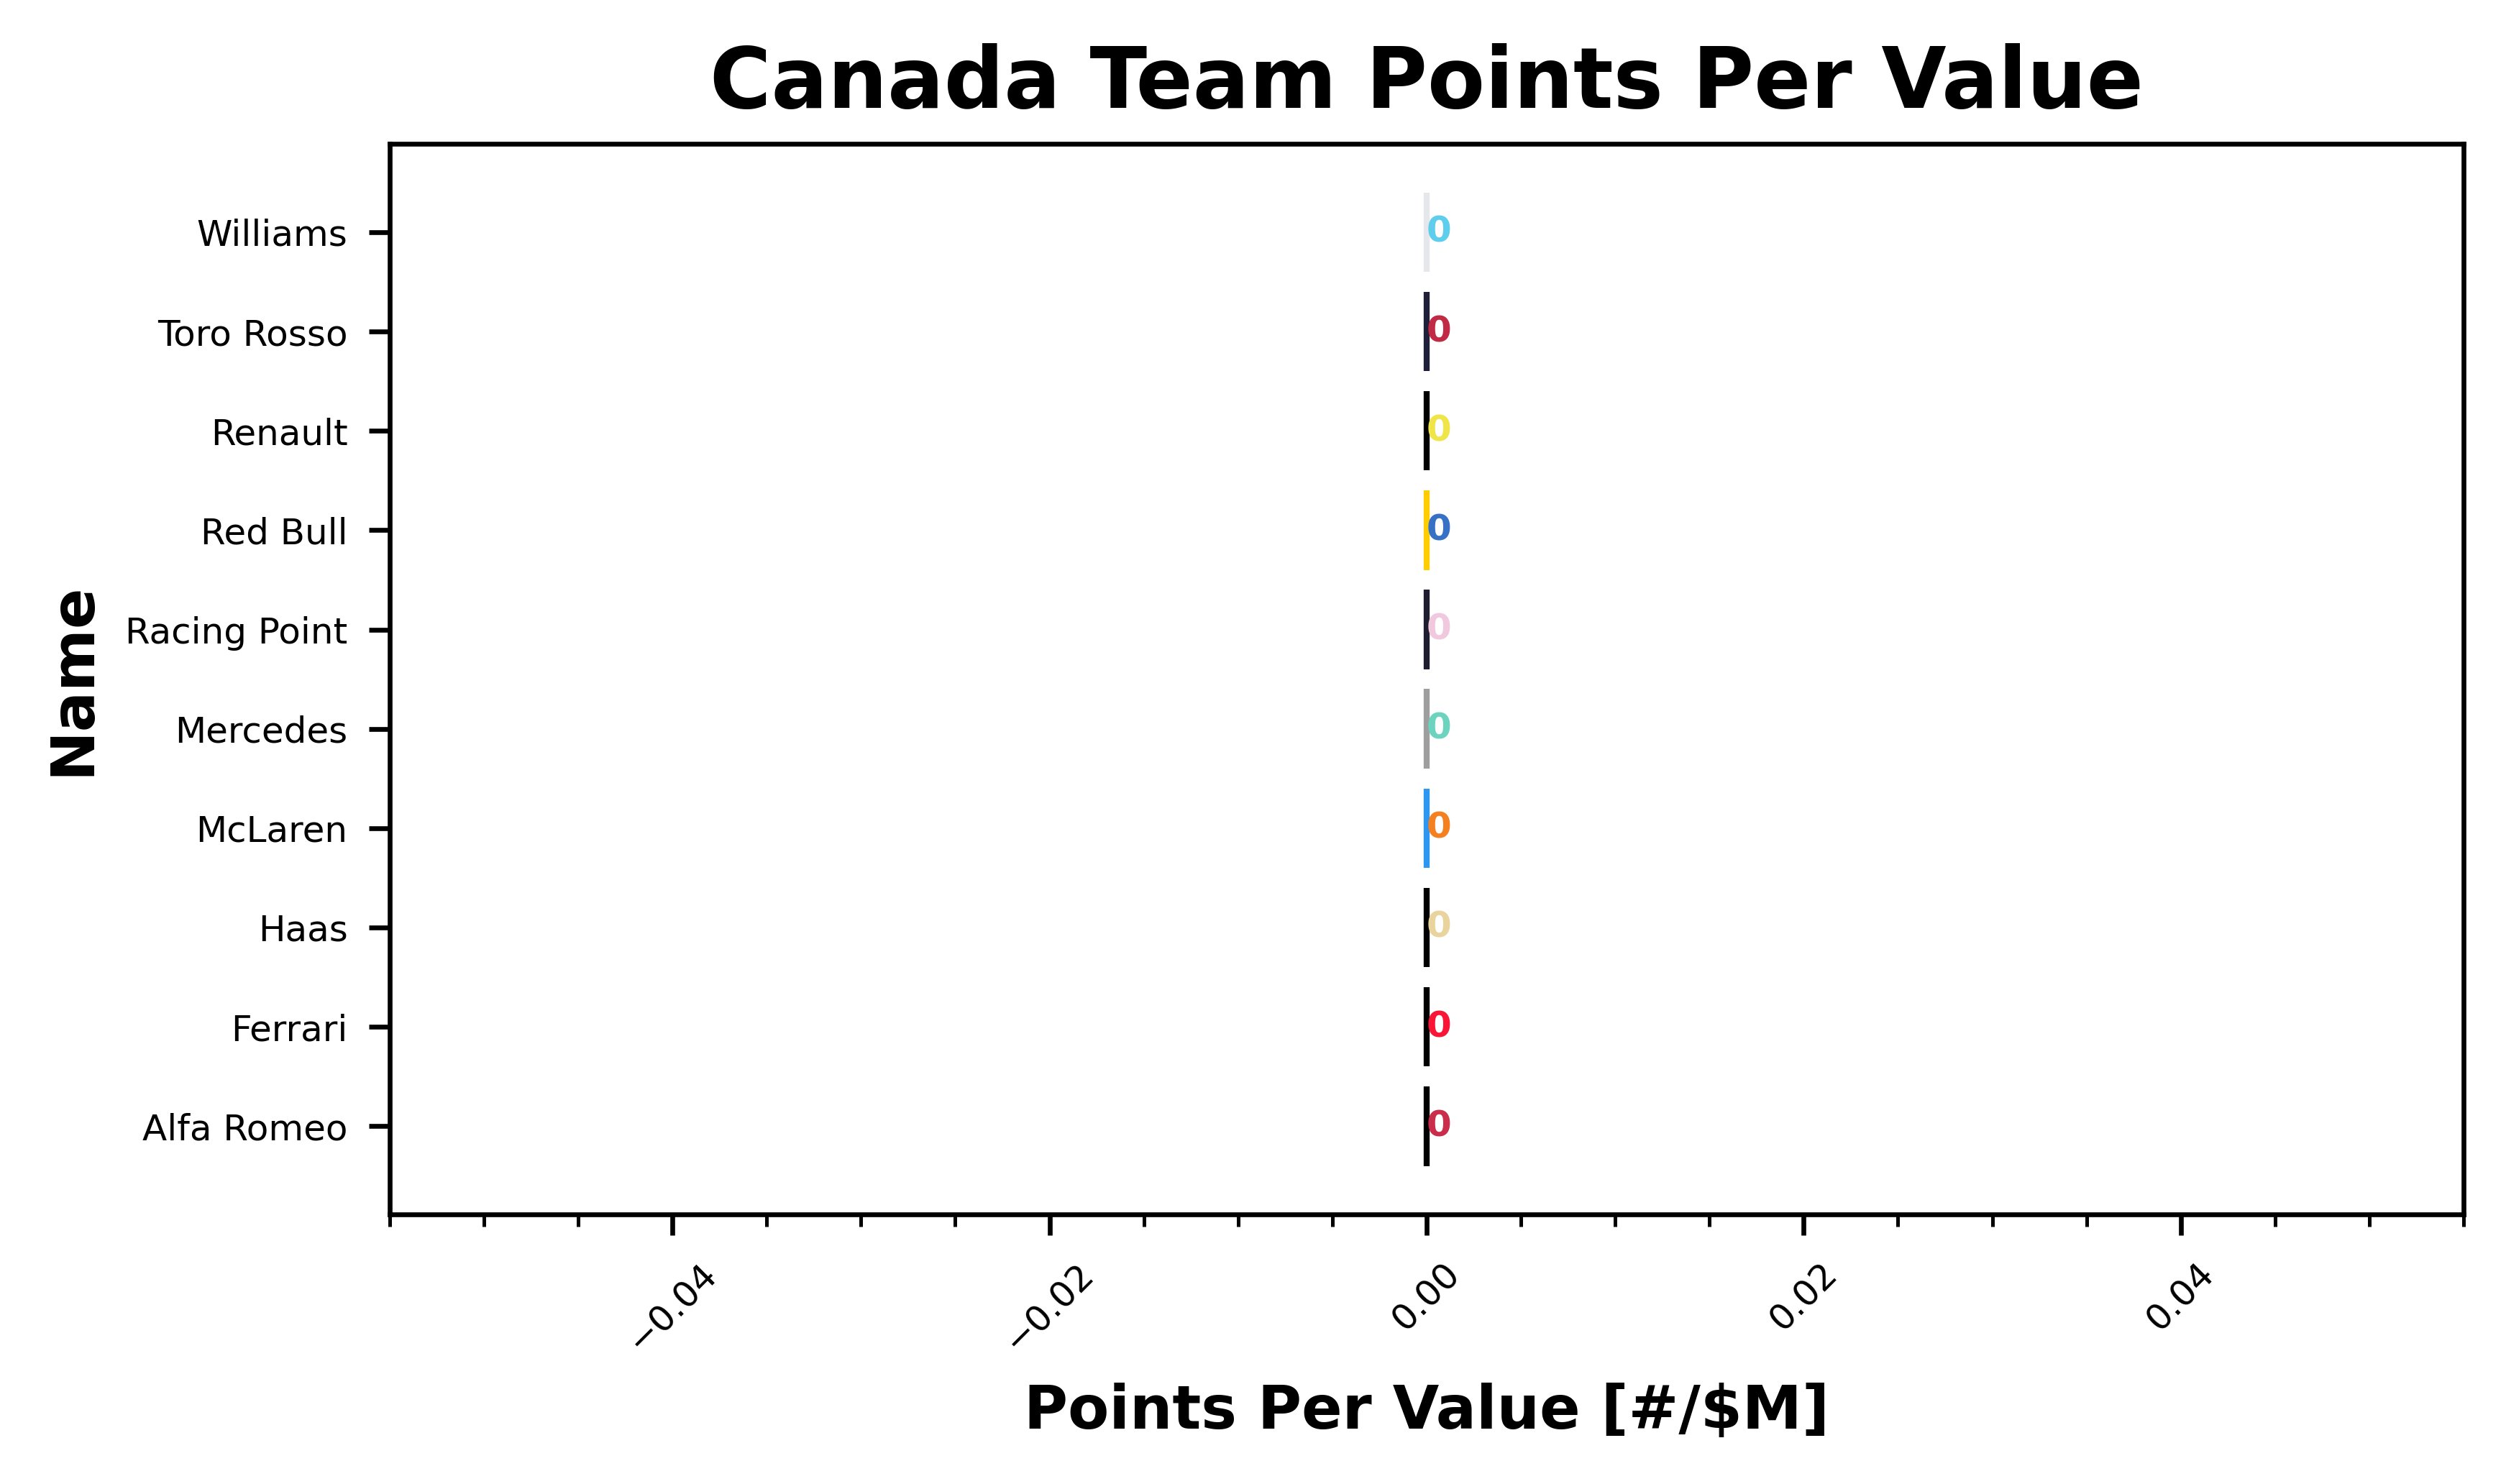 Canada Team Points Per Value
Name
Williams 0
Toro Rosso 0
Renault 0
Red Bull 0
Racing Point 0
Mercedes 0
McLaren 0
Haas 0
Ferrari 0
Alfa Romeo 0
−0.04 −0.02 0.00 0.02 0.04
Points Per Value [#/$M]